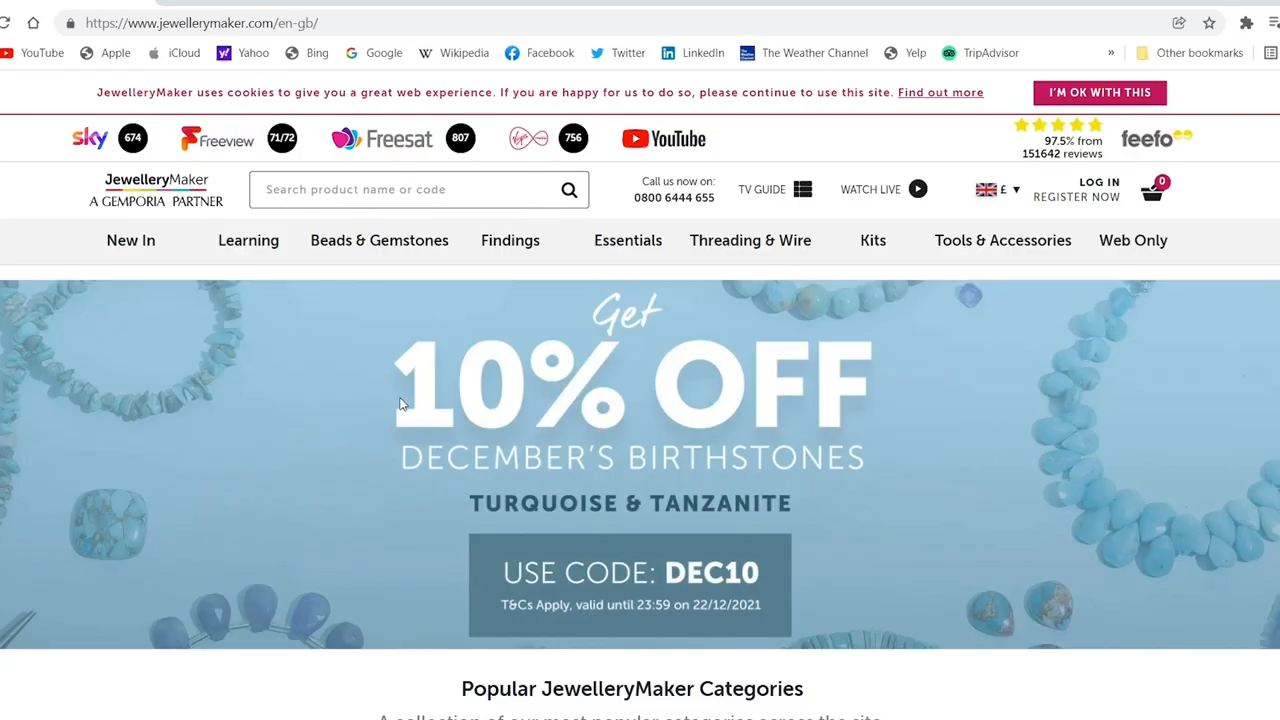 https://www.jewellerymaker.com/en-gb/
YouTube Apple iCloud Yahoo Bing Google Wikipedia Facebook Twitter LinkedIn The Weather Channel Yelp TripAdvisor » Other bookmarks
JewelleryMaker uses cookies to give you a great web experience. If you are happy for us to do so, please continue to use this site. Find out more
I'M OK WITH THIS
sky 674 Freeview 71/72 Freesat 807 756 YouTube
97.5% from
151642 reviews
feefo
JewelleryMaker
A GEMPORIA PARTNER
Search product name or code
Call us now on:
0800 6444 655
TV GUIDE
WATCH LIVE
£
LOG IN
REGISTER NOW
0
New In Learning Beads & Gemstones Findings Essentials Threading & Wire Kits Tools & Accessories Web Only
Get
10% OFF
DECEMBER'S BIRTHSTONES
TURQUOISE & TANZANITE
USE CODE: DEC10
T&Cs Apply, valid until 23:59 on 22/12/2021
Popular JewelleryMaker Categories
A collection of our most popular categories across the site